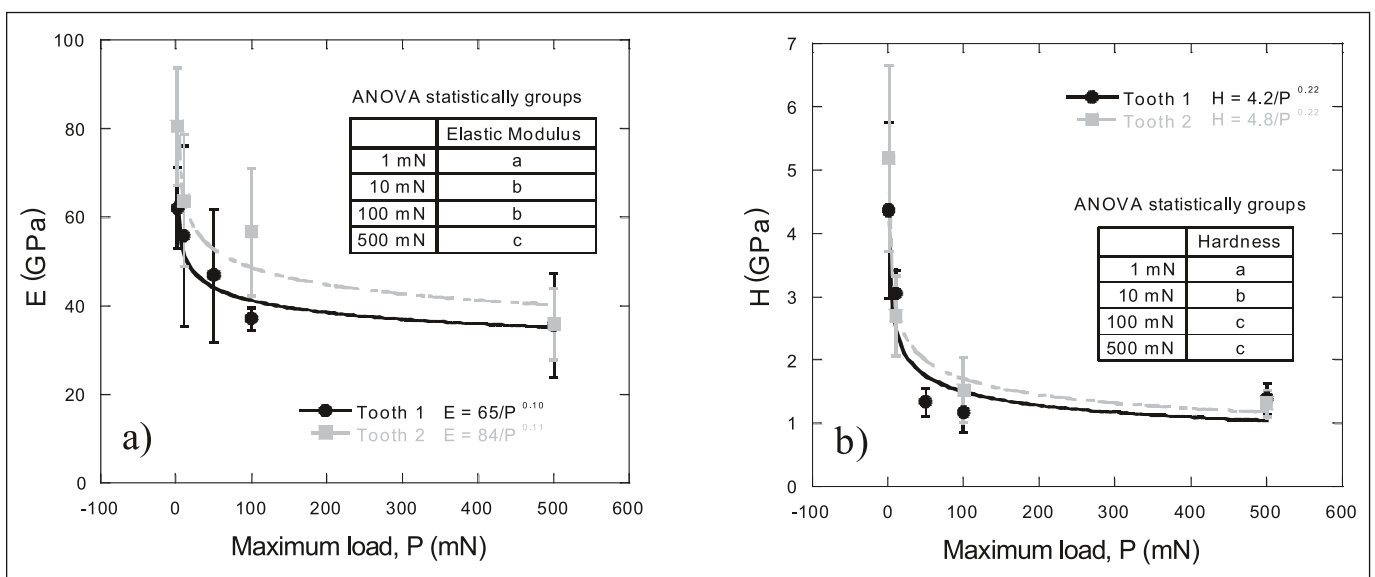 100
80
60
40
20
0
E (GPa)
-100 0 100 200 300 400 500 600
Maximum load, P (mN)
ANOVA statistically groups
Elastic Modulus
1 mN a
10 mN b
100 mN b
500 mN c
Tooth 1 E = 65/P^0.10
Tooth 2 E = 84/P^0.11
a)
7
6
5
4
3
2
1
0
H (GPa)
-100 0 100 200 300 400 500 600
Maximum load, P (mN)
Tooth 1 H = 4.2/P^0.22
Tooth 2 H = 4.8/P^0.22
ANOVA statistically groups
Hardness
1 mN a
10 mN b
100 mN c
500 mN c
b)